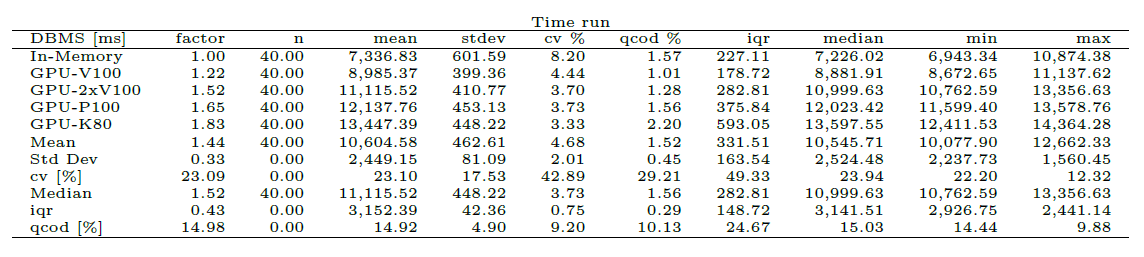 Time run
DBMS [ms] factor n mean stdev cv % qcod % iqr median min max
In-Memory 1.00 40.00 7,336.83 601.59 8.20 1.57 227.11 7,226.02 6,943.34 10,874.38
GPU-V100 1.22 40.00 8,985.37 399.36 4.44 1.01 178.72 8,881.91 8,672.65 11,137.62
GPU-2xV100 1.52 40.00 11,115.52 410.77 3.70 1.28 282.81 10,999.63 10,762.59 13,356.63
GPU-P100 1.65 40.00 12,137.76 453.13 3.73 1.56 375.84 12,023.42 11,599.40 13,578.76
GPU-K80 1.83 40.00 13,447.39 448.22 3.33 2.20 593.05 13,597.55 12,411.53 14,364.28
Mean 1.44 40.00 10,604.58 462.61 4.68 1.52 331.51 10,545.71 10,077.90 12,662.33
Std Dev 0.33 0.00 2,449.15 81.09 2.01 0.45 163.54 2,524.48 2,237.73 1,560.45
cv [%] 23.09 0.00 23.10 17.53 42.89 29.21 49.33 23.94 22.20 12.32
Median 1.52 40.00 11,115.52 448.22 3.73 1.56 282.81 10,999.63 10,762.59 13,356.63
iqr 0.43 0.00 3,152.39 42.36 0.75 0.29 148.72 3,141.51 2,926.75 2,441.14
qcod [%] 14.98 0.00 14.92 4.90 9.20 10.13 24.67 15.03 14.44 9.88